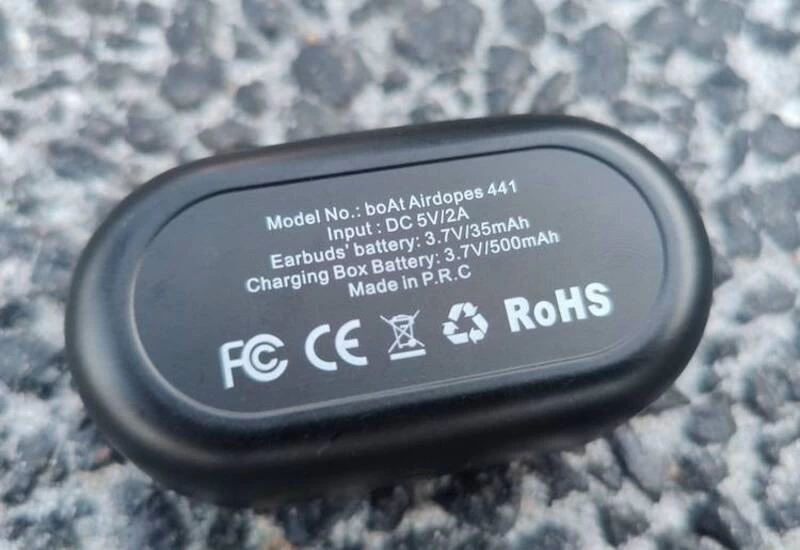 Model No.: boAt Airdopes 441
Input : DC 5V/2A
Earbuds' battery: 3.7V/35mAh
Charging Box Battery: 3.7V/500mAh
Made in P.R.C
FC CE RoHS